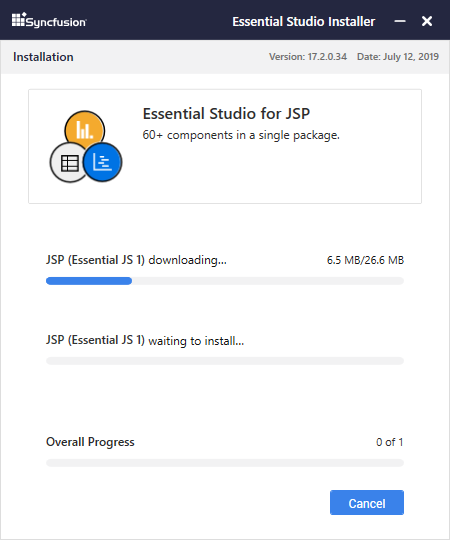 Syncfusion® Essential Studio Installer
Installation Version: 17.2.0.34 Date: July 12, 2019
Essential Studio for JSP
60+ components in a single package.
JSP (Essential JS 1) downloading... 6.5 MB/26.6 MB
JSP (Essential JS 1) waiting to install...
Overall Progress 0 of 1
Cancel